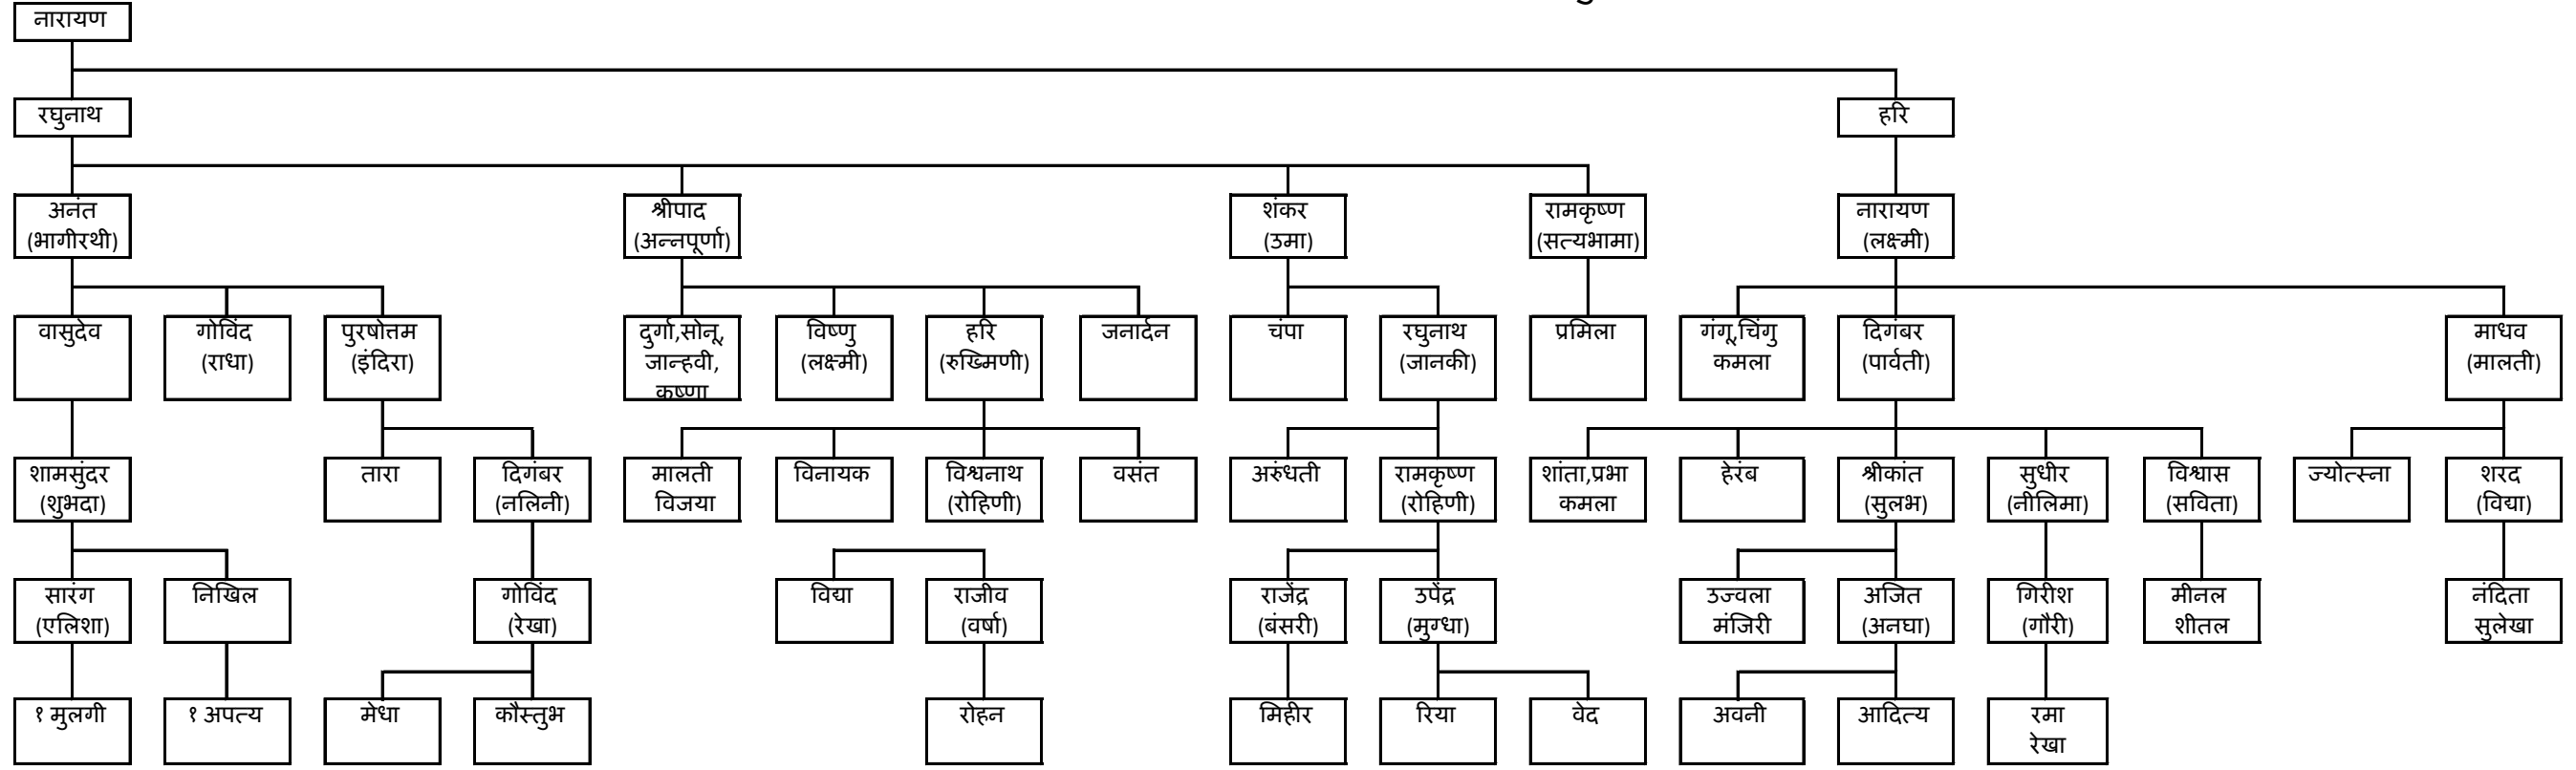 नारायण
रघुनाथ
हरि
अनंत
(भागीरथी)
श्रीपाद
(अन्नपूर्णा)
शंकर
(उमा)
रामकृष्ण
(सत्यभामा)
नारायण
(लक्ष्मी)
वासुदेव
गोविंद
(राधा)
पुरषोत्तम
(इंदिरा)
दुर्गा,सोनू,
जान्हवी,
कृष्णा
विष्णु
(लक्ष्मी)
हरि
(रुख्मिणी)
जनार्दन
चंपा
रघुनाथ
(जानकी)
प्रमिला
गंगू,चिंगु
कमला
दिगंबर
(पार्वती)
माधव
(मालती)
शामसुंदर
(शुभदा)
तारा
दिगंबर
(नलिनी)
मालती
विजया
विनायक
विश्वनाथ
(रोहिणी)
वसंत
अरुंधती
रामकृष्ण
(रोहिणी)
शांता,प्रभा
कमला
हेरंब
श्रीकांत
(सुलभ)
सुधीर
(नीलिमा)
विश्वास
(सविता)
ज्योत्स्ना
शरद
(विद्या)
सारंग
(एलिशा)
निखिल
गोविंद
(रेखा)
विद्या
राजीव
(वर्षा)
राजेंद्र
(बंसरी)
उपेंद्र
(मुग्धा)
उज्वला
मंजिरी
अजित
(अनघा)
गिरीश
(गौरी)
मीनल
शीतल
नंदिता
सुलेखा
१ मुलगी
१ अपत्य
मेधा
कौस्तुभ
रोहन
मिहीर
रिया
वेद
अवनी
आदित्य
रमा
रेखा